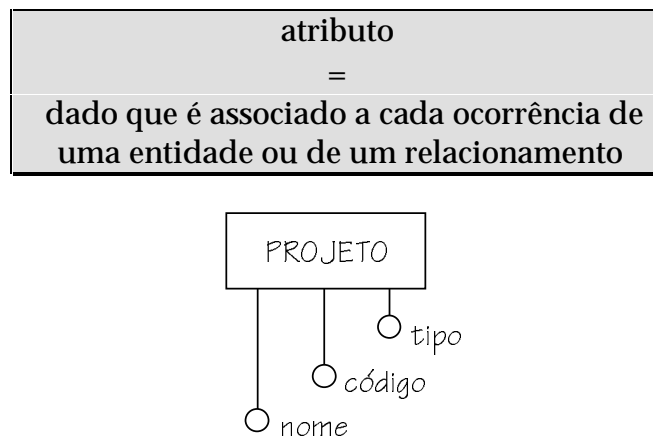 atributo
=
dado que é associado a cada ocorrência de
uma entidade ou de um relacionamento
PROJETO
tipo
código
nome